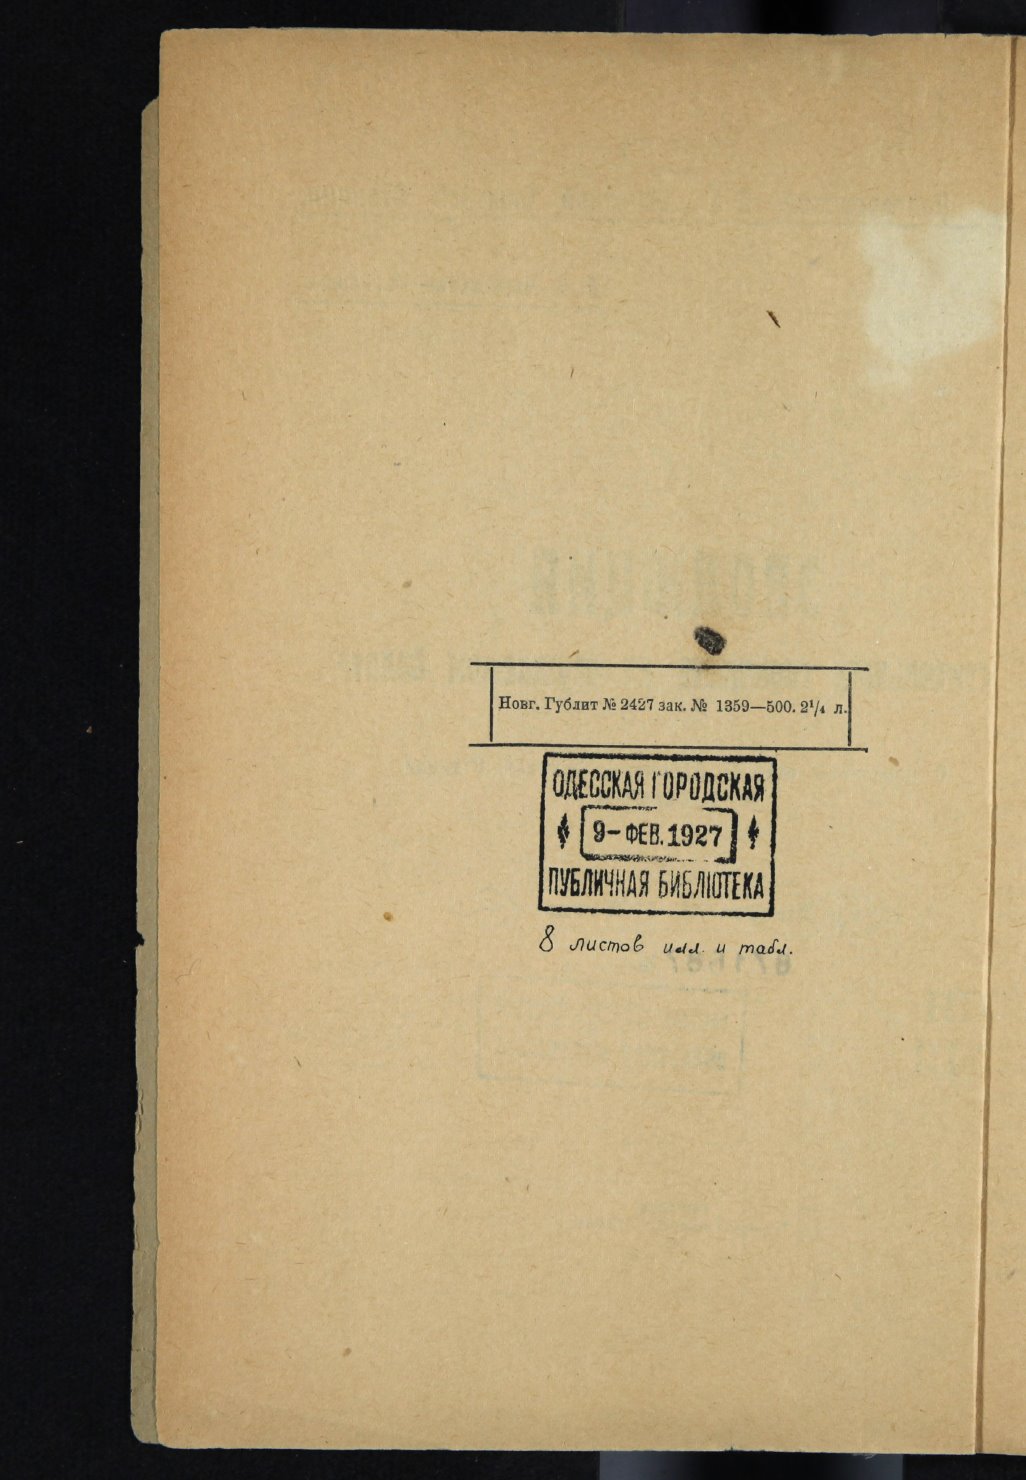 Новг. Гублит № 2427 зак. № 1359—500. 2¹/₄ л.
ОДЕССКАЯ ГОРОДСКАЯ
9-ФЕВ.1927
ПУБЛИЧНАЯ БИБЛІОТЕКА
8 листов илл. и табл.